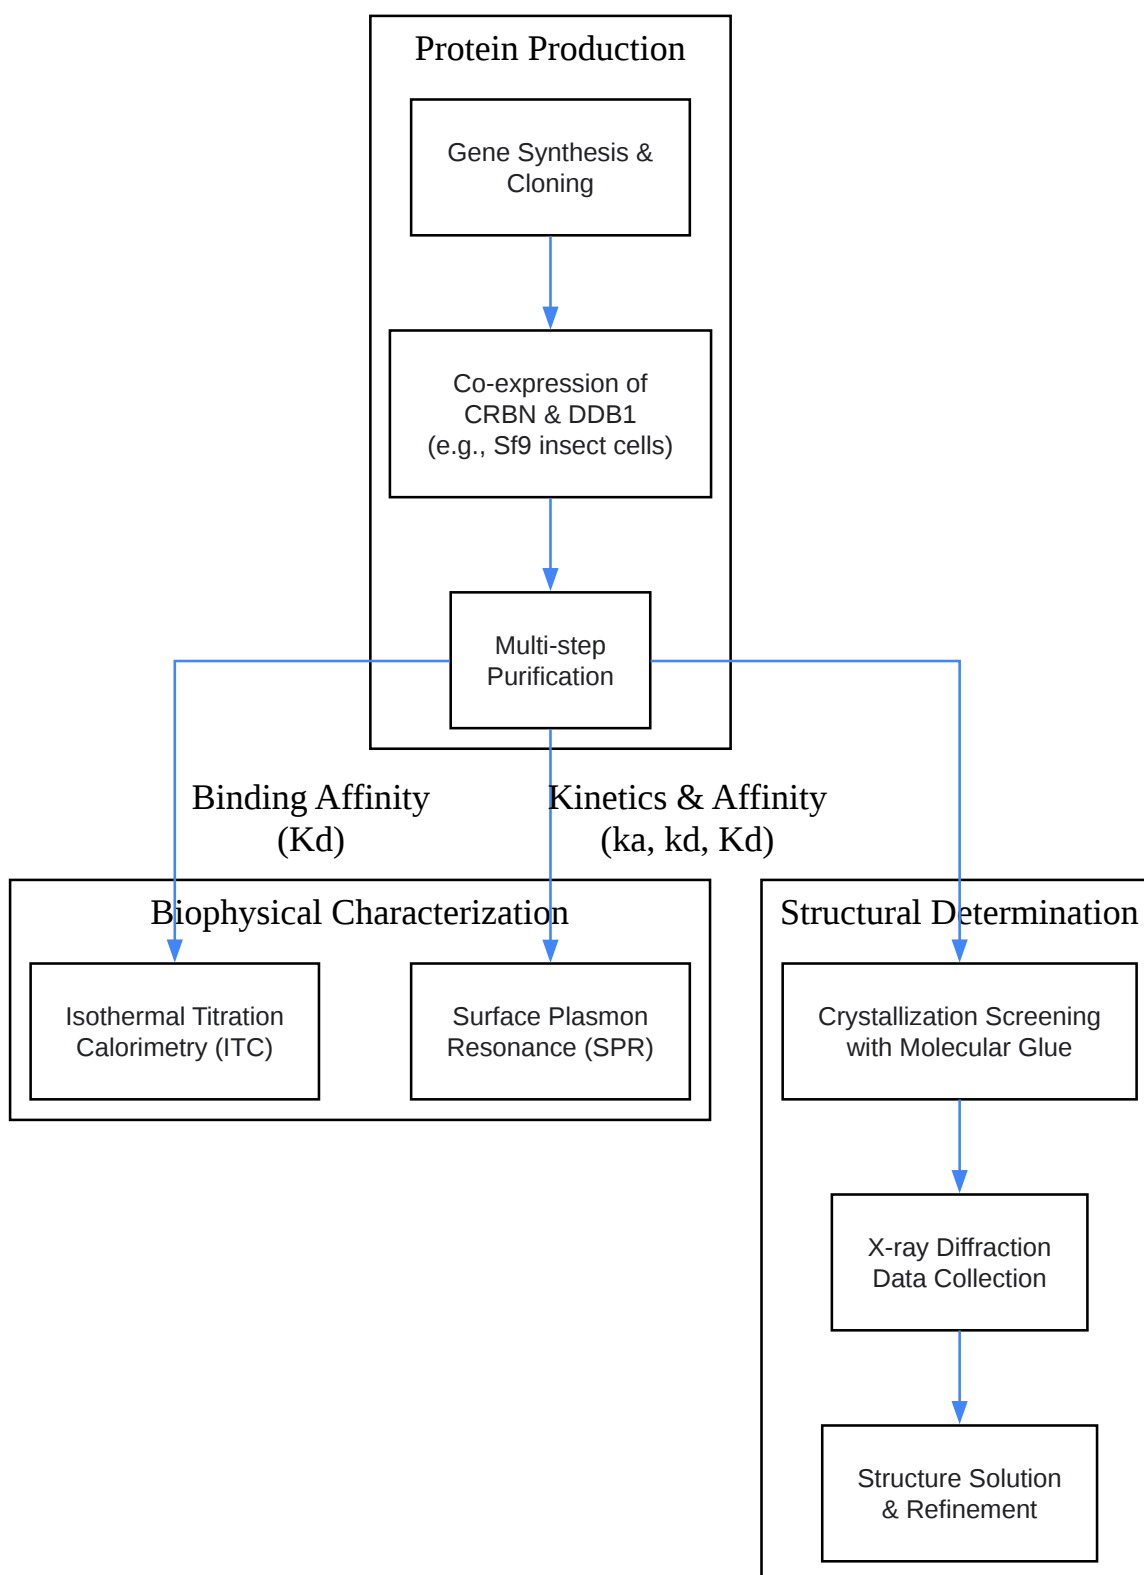 Protein Production
Gene Synthesis &
Cloning
Co-expression of
CRBN & DDB1
(e.g., Sf9 insect cells)
Multi-step
Purification
Binding Affinity
(Kd)
Kinetics & Affinity
(ka, kd, Kd)
Biophysical Characterization
Isothermal Titration
Calorimetry (ITC)
Surface Plasmon
Resonance (SPR)
Structural Determination
Crystallization Screening
with Molecular Glue
X-ray Diffraction
Data Collection
Structure Solution
& Refinement